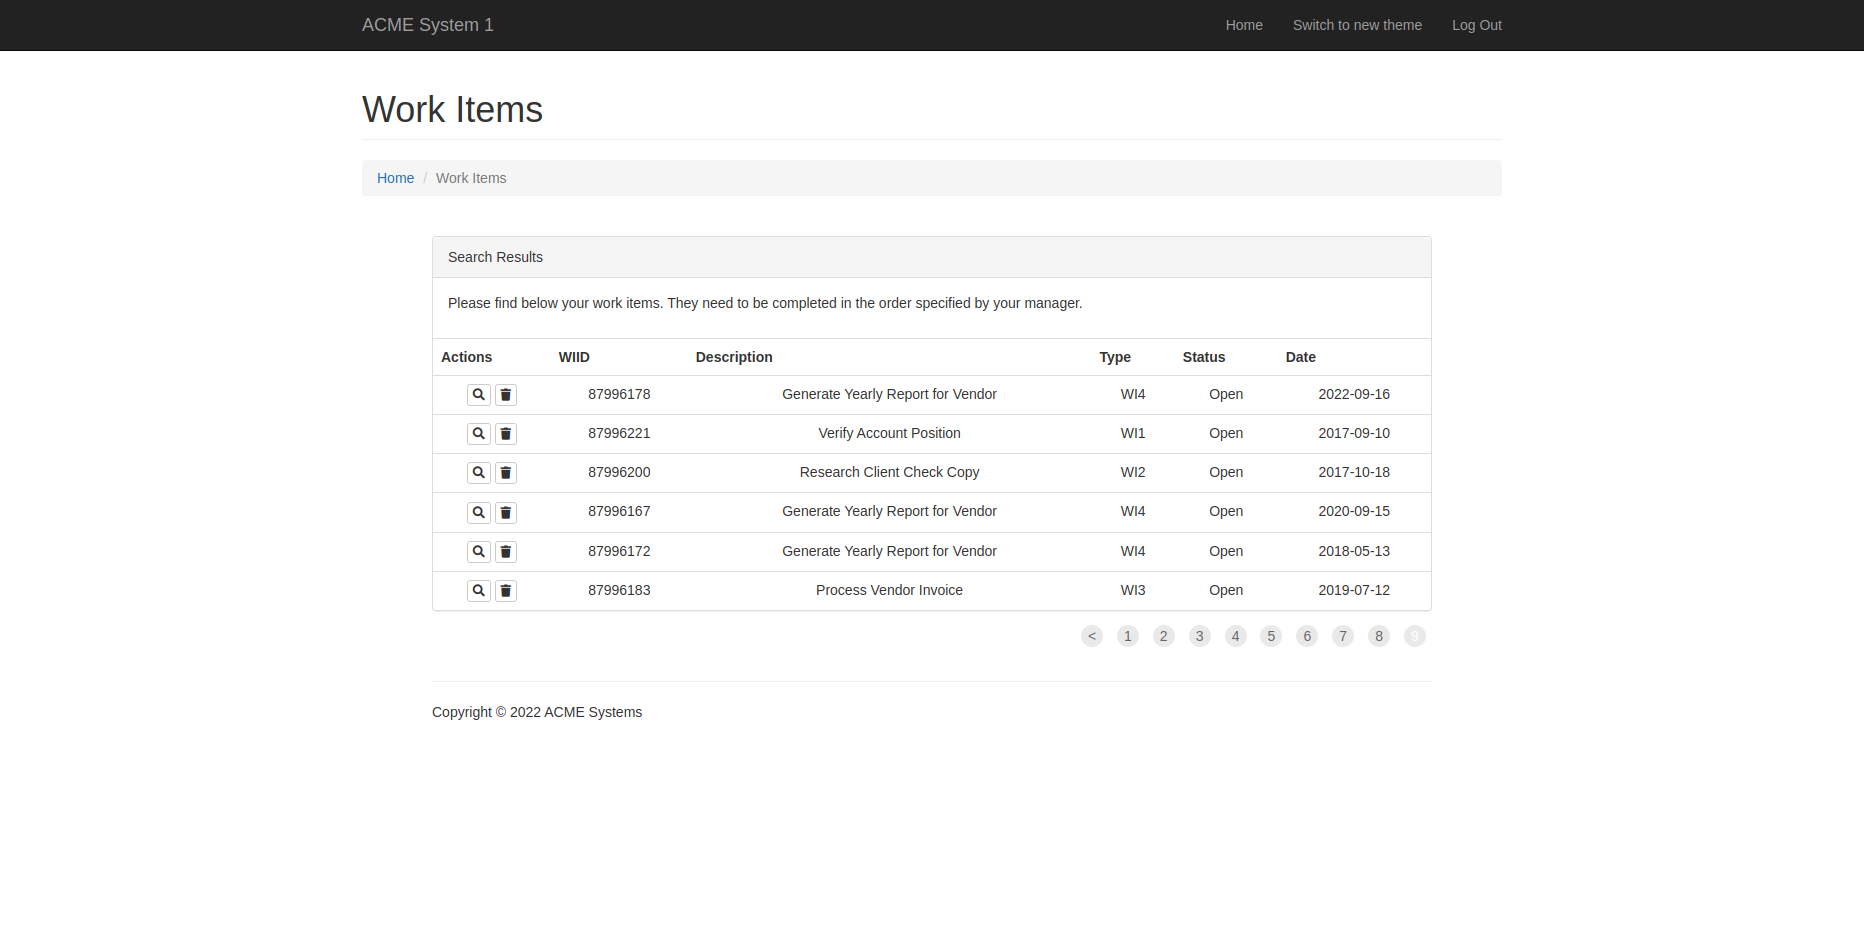 ACME System 1 Home Switch to new theme Log Out
Work Items
Home / Work Items
Search Results
Please find below your work items. They need to be completed in the order specified by your manager.
Actions WIID Description Type Status Date
87996178 Generate Yearly Report for Vendor WI4 Open 2022-09-16
87996221 Verify Account Position WI1 Open 2017-09-10
87996200 Research Client Check Copy WI2 Open 2017-10-18
87996167 Generate Yearly Report for Vendor WI4 Open 2020-09-15
87996172 Generate Yearly Report for Vendor WI4 Open 2018-05-13
87996183 Process Vendor Invoice WI3 Open 2019-07-12
< 1 2 3 4 5 6 7 8 9
Copyright © 2022 ACME Systems